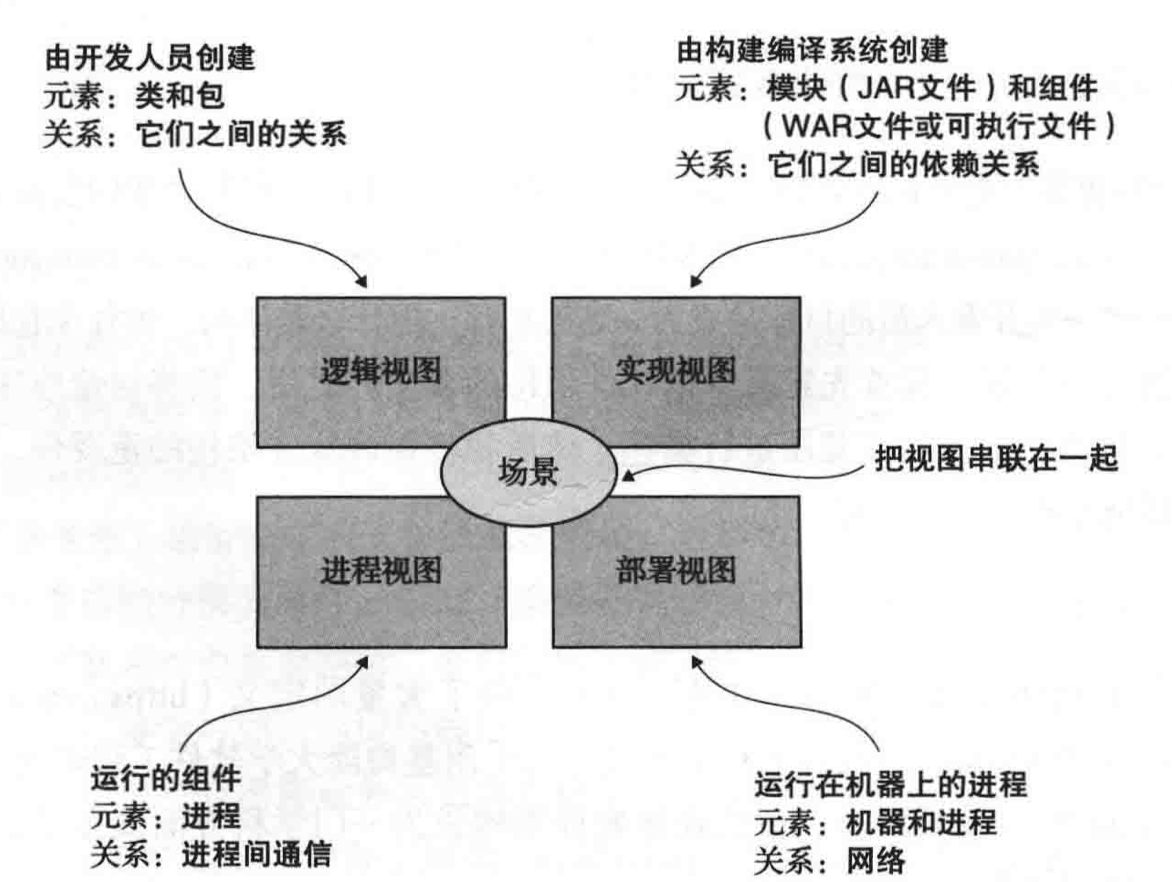 由开发人员创建
元素：类和包
关系：它们之间的关系
由构建编译系统创建
元素：模块（JAR文件）和组件
（WAR文件或可执行文件）
关系：它们之间的依赖关系
逻辑视图
实现视图
场景
把视图串联在一起
进程视图
部署视图
运行的组件
元素：进程
关系：进程间通信
运行在机器上的进程
元素：机器和进程
关系：网络